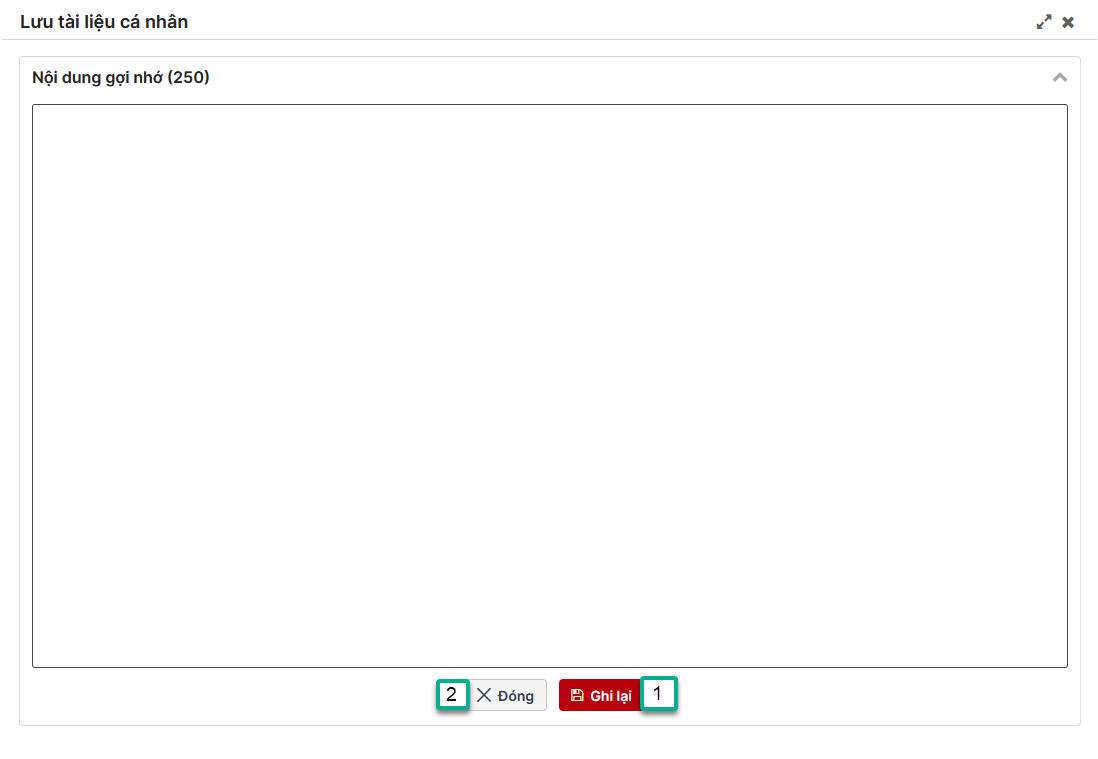 Lưu tài liệu cá nhân
Nội dung gợi nhớ (250)
2 Đóng Ghi lại 1